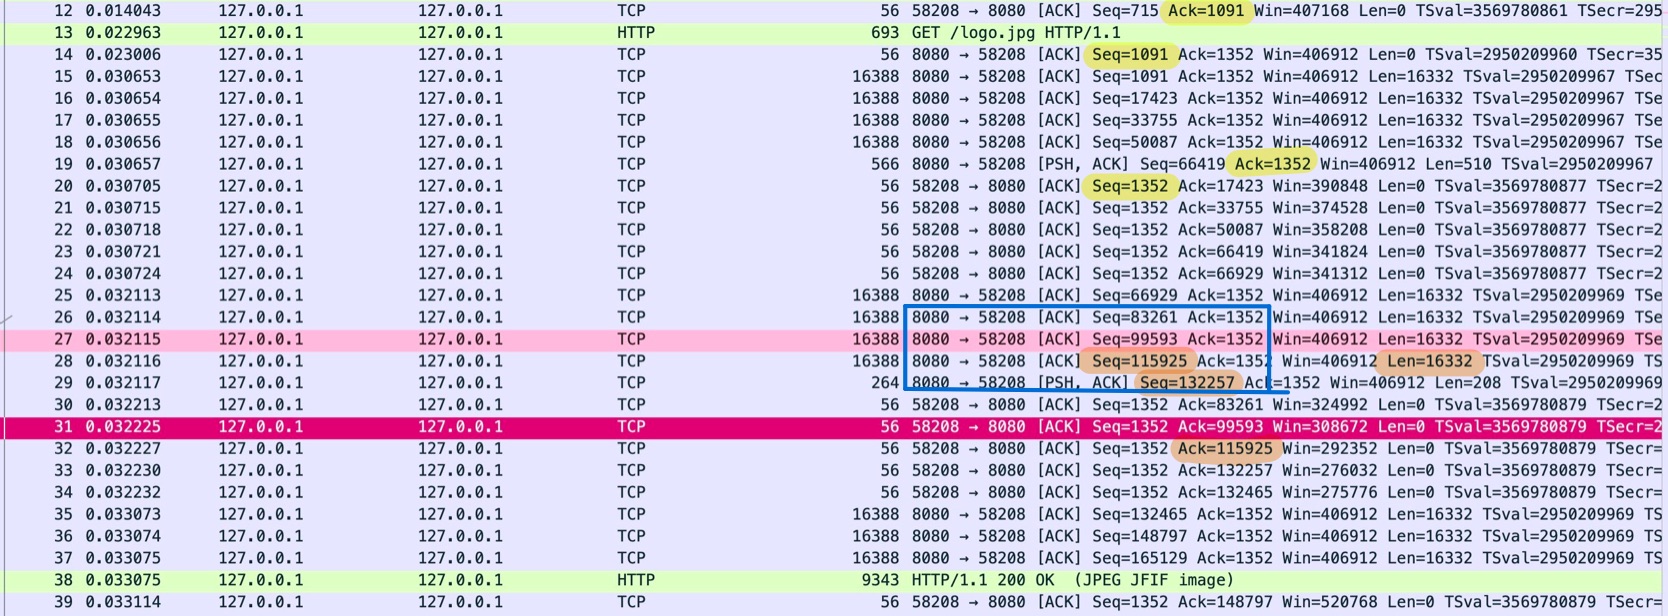 12 0.014043 127.0.0.1 127.0.0.1 TCP 56 58208 → 8080 [ACK] Seq=715 Ack=1091 Win=407168 Len=0 TSval=3569780861 TSecr=295
13 0.022963 127.0.0.1 127.0.0.1 HTTP 693 GET /logo.jpg HTTP/1.1
14 0.023006 127.0.0.1 127.0.0.1 TCP 56 8080 → 58208 [ACK] Seq=1091 Ack=1352 Win=406912 Len=0 TSval=2950209960 TSecr=35
15 0.030653 127.0.0.1 127.0.0.1 TCP 16388 8080 → 58208 [ACK] Seq=1091 Ack=1352 Win=406912 Len=16332 TSval=2950209967 TSec
16 0.030654 127.0.0.1 127.0.0.1 TCP 16388 8080 → 58208 [ACK] Seq=17423 Ack=1352 Win=406912 Len=16332 TSval=2950209967 TSe
17 0.030655 127.0.0.1 127.0.0.1 TCP 16388 8080 → 58208 [ACK] Seq=33755 Ack=1352 Win=406912 Len=16332 TSval=2950209967 TSe
18 0.030656 127.0.0.1 127.0.0.1 TCP 16388 8080 → 58208 [ACK] Seq=50087 Ack=1352 Win=406912 Len=16332 TSval=2950209967 TSe
19 0.030657 127.0.0.1 127.0.0.1 TCP 566 8080 → 58208 [PSH, ACK] Seq=66419 Ack=1352 Win=406912 Len=510 TSval=2950209967
20 0.030705 127.0.0.1 127.0.0.1 TCP 56 58208 → 8080 [ACK] Seq=1352 Ack=17423 Win=390848 Len=0 TSval=3569780877 TSecr=2
21 0.030715 127.0.0.1 127.0.0.1 TCP 56 58208 → 8080 [ACK] Seq=1352 Ack=33755 Win=374528 Len=0 TSval=3569780877 TSecr=2
22 0.030718 127.0.0.1 127.0.0.1 TCP 56 58208 → 8080 [ACK] Seq=1352 Ack=50087 Win=358208 Len=0 TSval=3569780877 TSecr=2
23 0.030721 127.0.0.1 127.0.0.1 TCP 56 58208 → 8080 [ACK] Seq=1352 Ack=66419 Win=341824 Len=0 TSval=3569780877 TSecr=2
24 0.030724 127.0.0.1 127.0.0.1 TCP 56 58208 → 8080 [ACK] Seq=1352 Ack=66929 Win=341312 Len=0 TSval=3569780877 TSecr=2
25 0.032113 127.0.0.1 127.0.0.1 TCP 16388 8080 → 58208 [ACK] Seq=66929 Ack=1352 Win=406912 Len=16332 TSval=2950209969 TSe
26 0.032114 127.0.0.1 127.0.0.1 TCP 16388 8080 → 58208 [ACK] Seq=83261 Ack=1352 Win=406912 Len=16332 TSval=2950209969 TSe
27 0.032115 127.0.0.1 127.0.0.1 TCP 16388 8080 → 58208 [ACK] Seq=99593 Ack=1352 Win=406912 Len=16332 TSval=2950209969 TSe
28 0.032116 127.0.0.1 127.0.0.1 TCP 16388 8080 → 58208 [ACK] Seq=115925 Ack=1352 Win=406912 Len=16332 TSval=2950209969 TS
29 0.032117 127.0.0.1 127.0.0.1 TCP 264 8080 → 58208 [PSH, ACK] Seq=132257 Ack=1352 Win=406912 Len=208 TSval=2950209969
30 0.032213 127.0.0.1 127.0.0.1 TCP 56 58208 → 8080 [ACK] Seq=1352 Ack=83261 Win=324992 Len=0 TSval=3569780879 TSecr=2
31 0.032225 127.0.0.1 127.0.0.1 TCP 56 58208 → 8080 [ACK] Seq=1352 Ack=99593 Win=308672 Len=0 TSval=3569780879 TSecr=2
32 0.032227 127.0.0.1 127.0.0.1 TCP 56 58208 → 8080 [ACK] Seq=1352 Ack=115925 Win=292352 Len=0 TSval=3569780879 TSecr=
33 0.032230 127.0.0.1 127.0.0.1 TCP 56 58208 → 8080 [ACK] Seq=1352 Ack=132257 Win=276032 Len=0 TSval=3569780879 TSecr=
34 0.032232 127.0.0.1 127.0.0.1 TCP 56 58208 → 8080 [ACK] Seq=1352 Ack=132465 Win=275776 Len=0 TSval=3569780879 TSecr=
35 0.033073 127.0.0.1 127.0.0.1 TCP 16388 8080 → 58208 [ACK] Seq=132465 Ack=1352 Win=406912 Len=16332 TSval=2950209969 TS
36 0.033074 127.0.0.1 127.0.0.1 TCP 16388 8080 → 58208 [ACK] Seq=148797 Ack=1352 Win=406912 Len=16332 TSval=2950209969 TS
37 0.033075 127.0.0.1 127.0.0.1 TCP 16388 8080 → 58208 [ACK] Seq=165129 Ack=1352 Win=406912 Len=16332 TSval=2950209969 TS
38 0.033075 127.0.0.1 127.0.0.1 HTTP 9343 HTTP/1.1 200 OK (JPEG JFIF image)
39 0.033114 127.0.0.1 127.0.0.1 TCP 56 58208 → 8080 [ACK] Seq=1352 Ack=148797 Win=520768 Len=0 TSval=3569780879 TSecr=